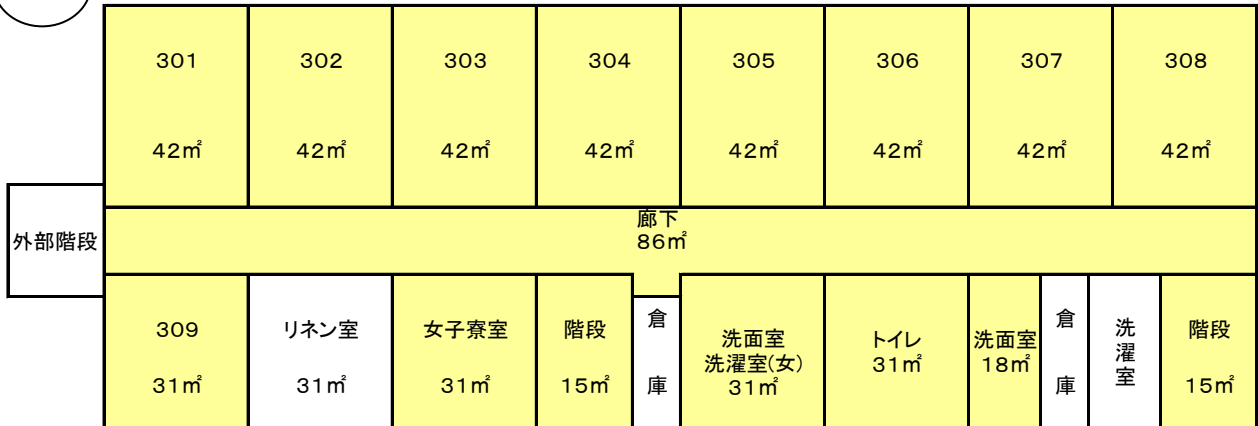 301
42㎡
302
42㎡
303
42㎡
304
42㎡
305
42㎡
306
42㎡
307
42㎡
308
42㎡
外部階段
廊下
86㎡
309
31㎡
リネン室
31㎡
女子寮室
31㎡
階段
15㎡
倉
庫
洗面室
洗濯室(女)
31㎡
トイレ
31㎡
洗面室
18㎡
倉
庫
洗
濯
室
階段
15㎡